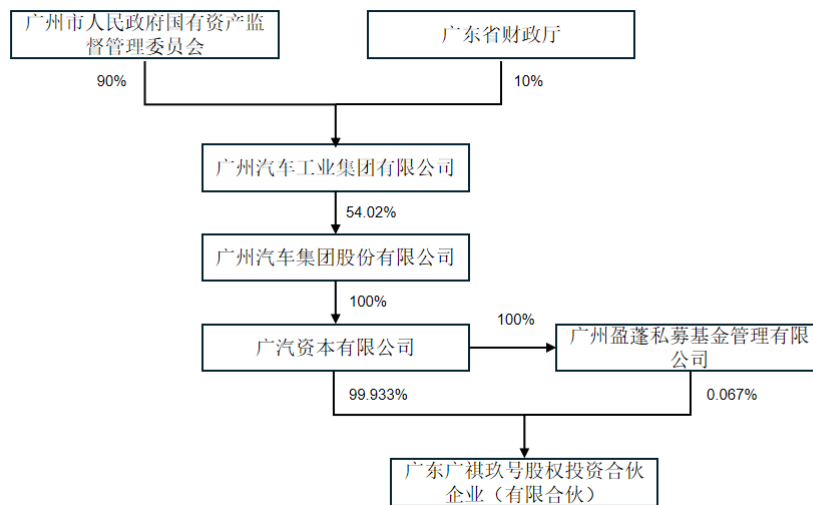 广州市人民政府国有资产监
督管理委员会
广东省财政厅
90%
10%
广州汽车工业集团有限公司
54.02%
广州汽车集团股份有限公司
100%
广汽资本有限公司
100%
广州盈蓬私募基金管理有限
公司
99.933%
0.067%
广东广祺玖号股权投资合伙
企业（有限合伙）